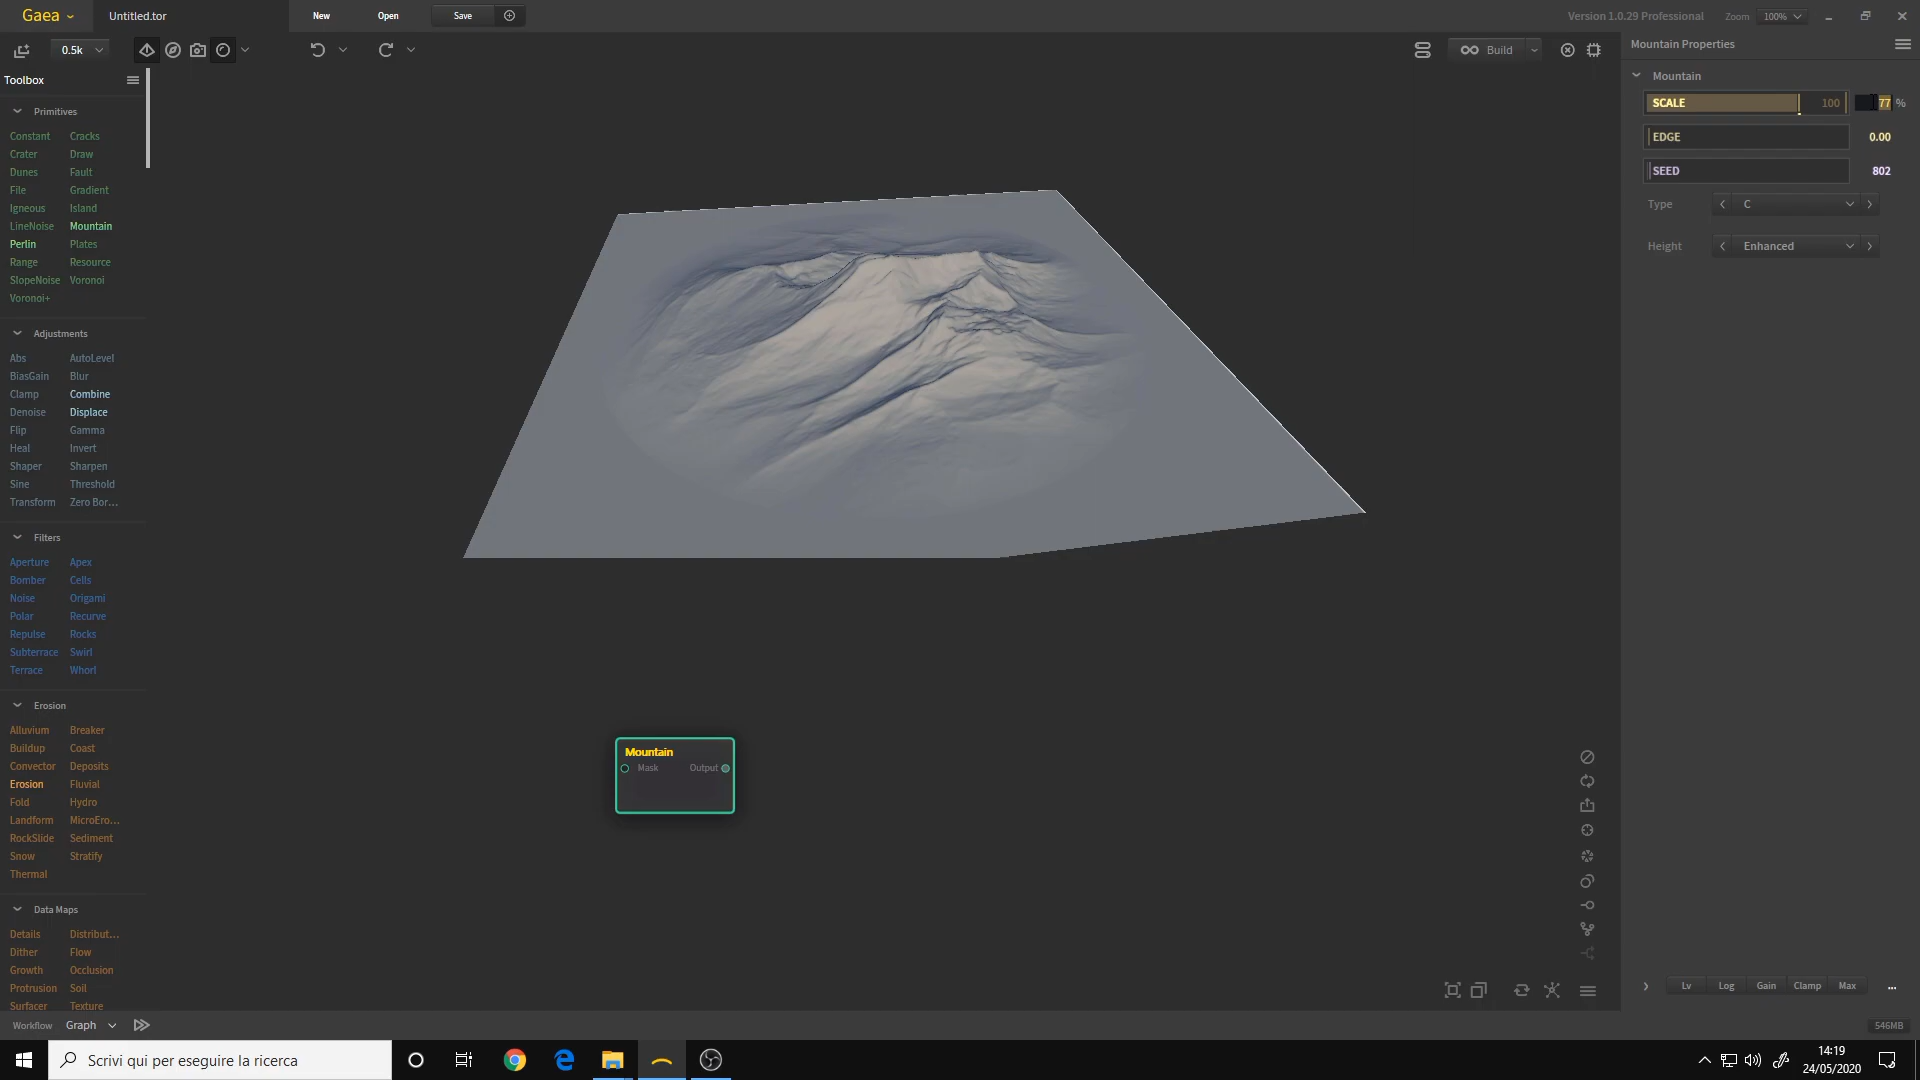 Gaea Untitled.tor New Open Save Version 1.0.29 Professional Zoom 100%
0.5k Build Mountain Properties
Toolbox
Mountain
SCALE 100 77 %
EDGE 0.00
SEED 802
Type C
Height Enhanced
Primitives
Constant Cracks
Crater Draw
Dunes Fault
File Gradient
Igneous Island
LineNoise Mountain
Perlin Plates
Range Resource
SlopeNoise Voronoi
Voronoi+
Adjustments
Abs AutoLevel
BiasGain Blur
Clamp Combine
Denoise Displace
Flip Gamma
Heal Invert
Shaper Sharpen
Sine Threshold
Transform Zero Bor...
Filters
Aperture Apex
Bomber Cells
Noise Origami
Polar Recurve
Repulse Rocks
Subterrace Swirl
Terrace Whorl
Erosion
Alluvium Breaker
Buildup Coast
Convector Deposits
Erosion Fluvial
Fold Hydro
Landform MicroEro...
RockSlide Sediment
Snow Stratify
Thermal
Data Maps
Details Distribut...
Dither Flow
Growth Occlusion
Protrusion Soil
Surfacer Texture
Mountain
Mask Output
Lv Log Gain Clamp Max ...
Workflow Graph 546MB
Scrivi qui per eseguire la ricerca
14:19
24/05/2020